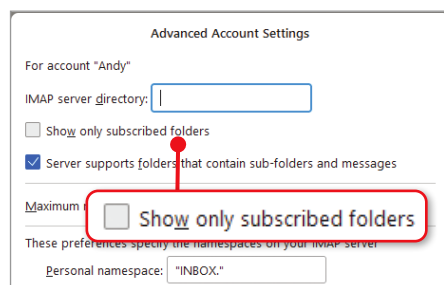 Advanced Account Settings
For account "Andy"
IMAP server directory:
Show only subscribed folders
Server supports folders that contain sub-folders and messages
Maximum
Show only subscribed folders
These preferences specify the namespaces on your IMAP server
Personal namespace: "INBOX."